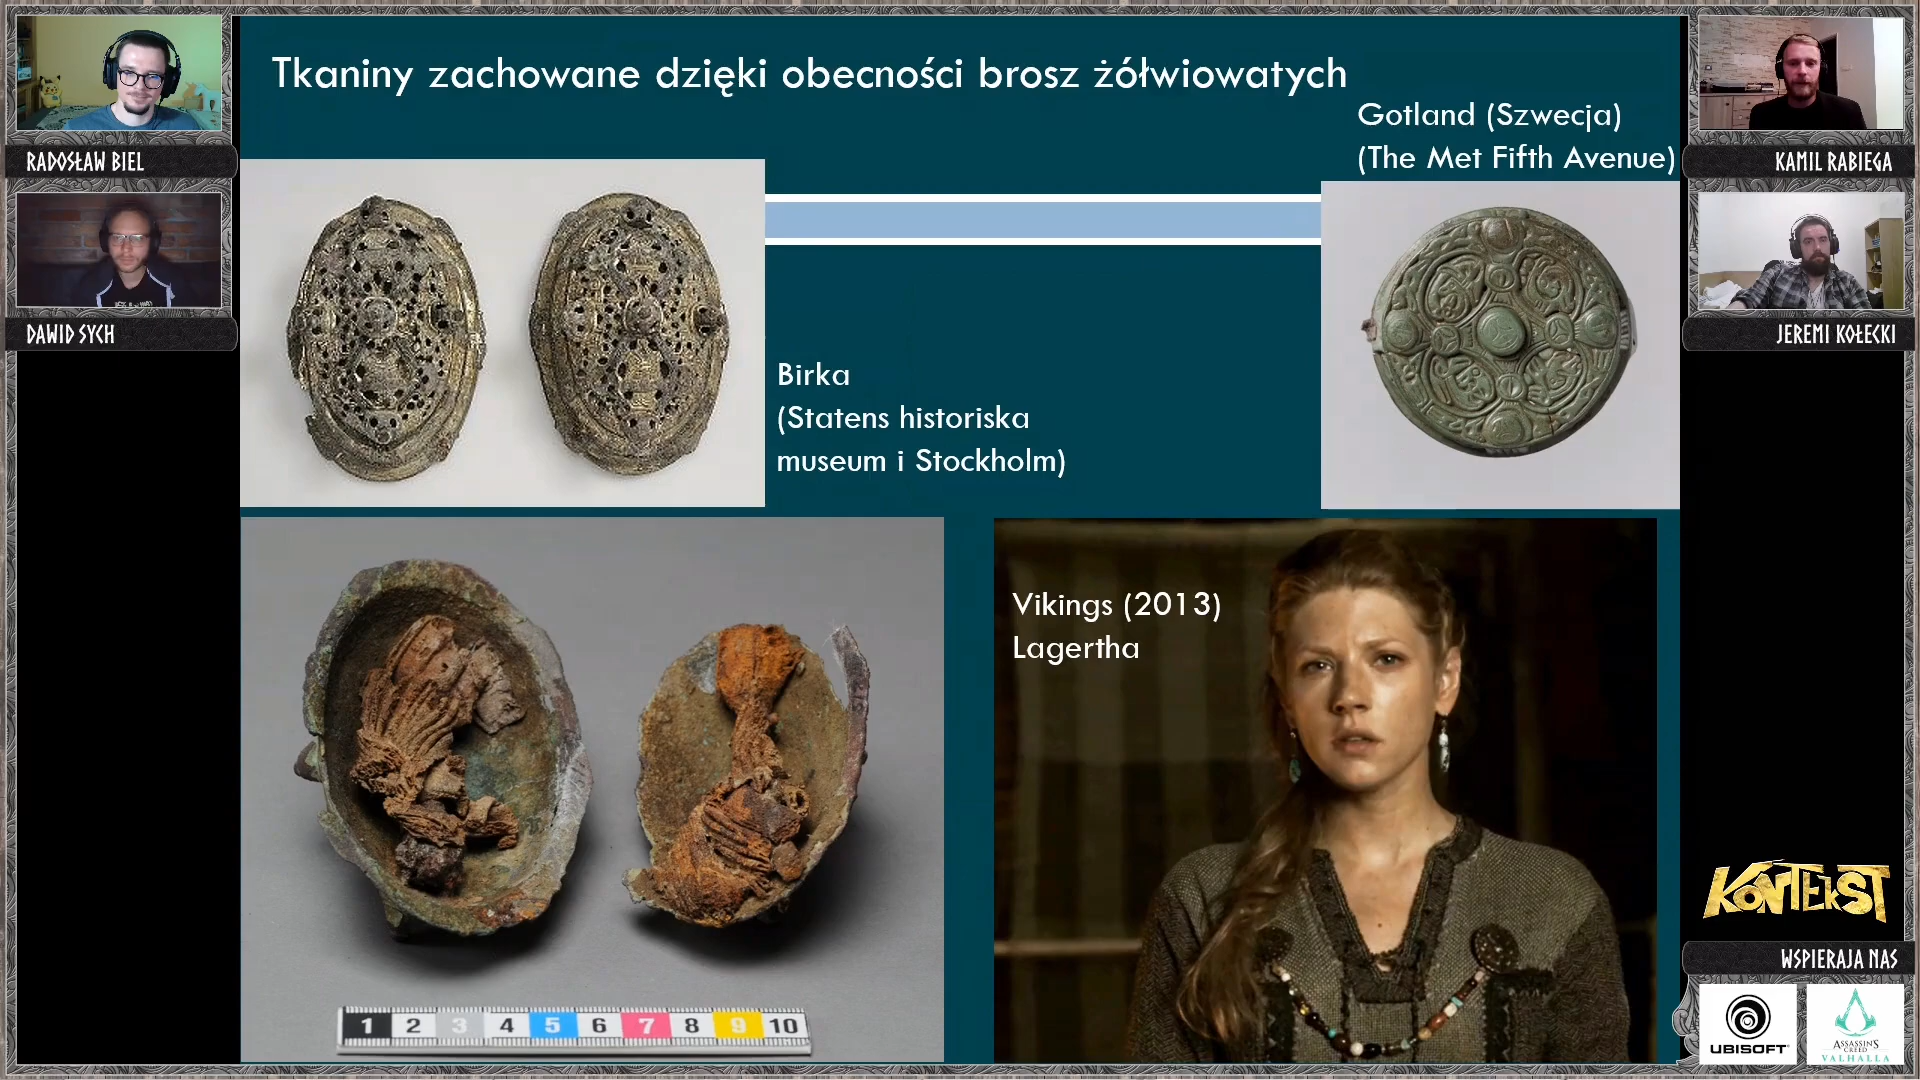 Tkaniny zachowane dzięki obecności brosz żółwiowatych
Gotland (Szwecja)
(The Met Fifth Avenue)
RADOSŁAW BIEL
KAMIL RABIEGA
DAWID SYCH
JEREMI KOŁECKI
Birka
(Statens historiska
museum i Stockholm)
Vikings (2013)
Lagertha
1 2 3 4 5 6 7 8 9 10
KONTEKST
WSPIERAJA NAS
UBISOFT
ASSASSIN'S
CREED
VALHALLA